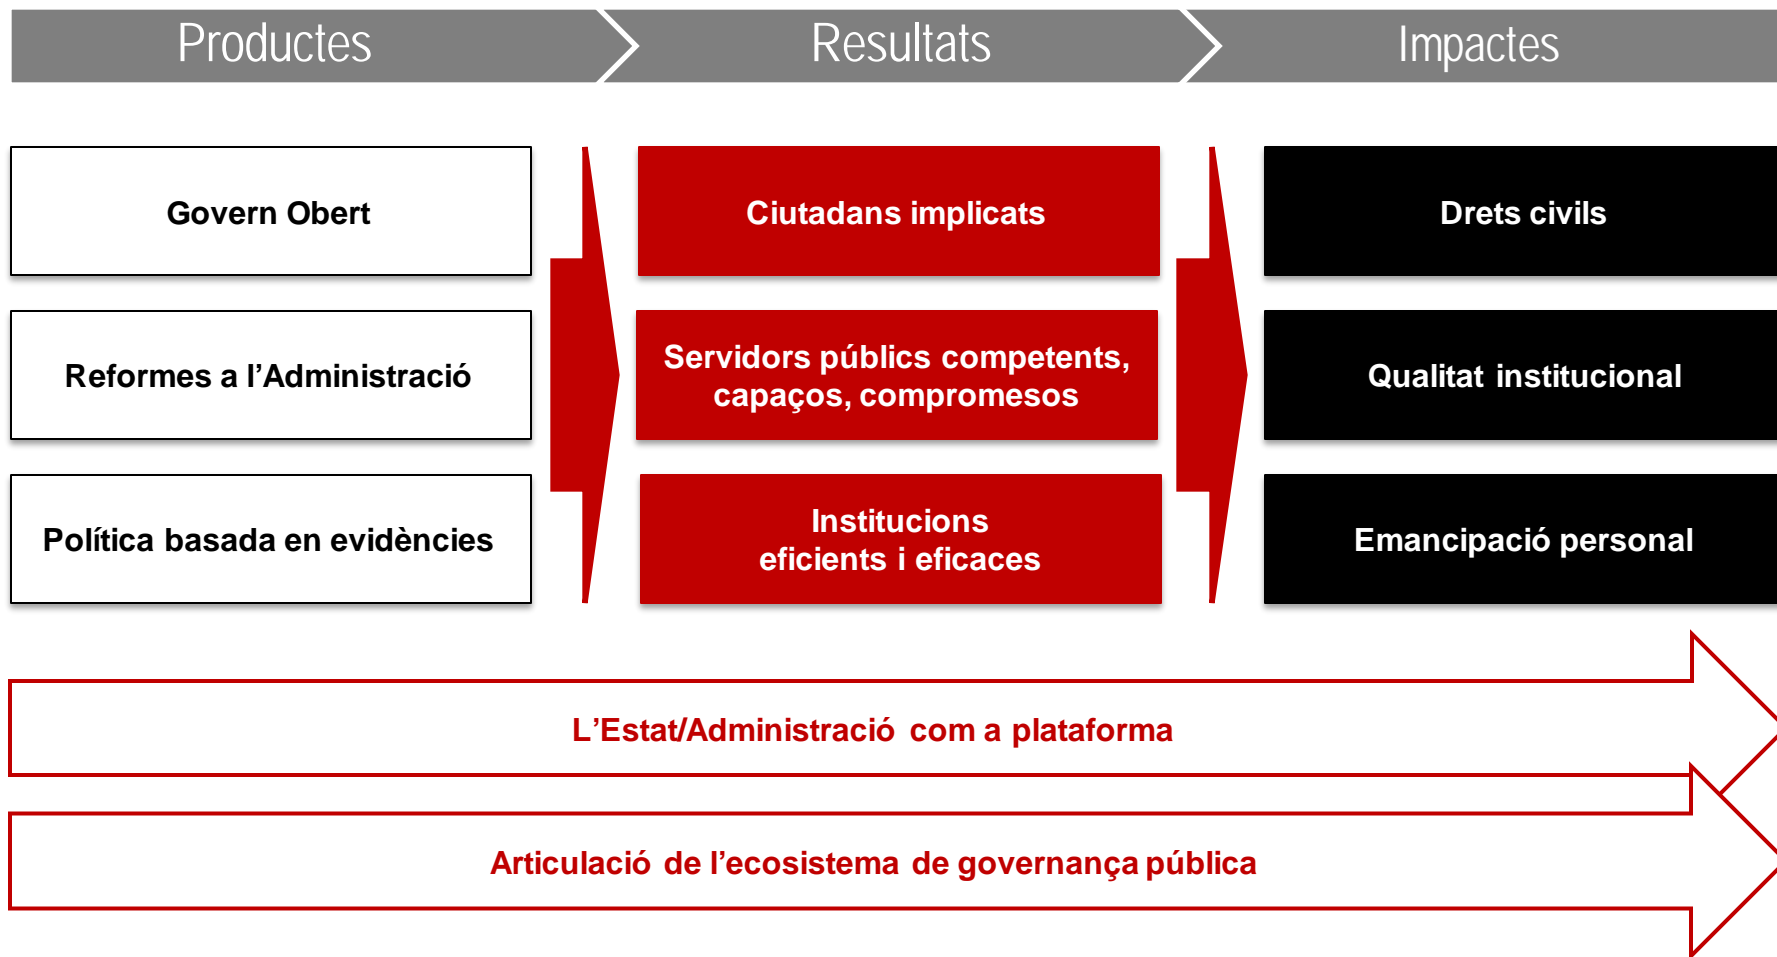 Productes
Resultats
Impactes
Govern Obert
Ciutadans implicats
Drets civils
Reformes a l’Administració
Servidors públics competents,
capaços, compromesos
Qualitat institucional
Política basada en evidències
Institucions
eficients i eficaces
Emancipació personal
L’Estat/Administració com a plataforma
Articulació de l’ecosistema de governança pública